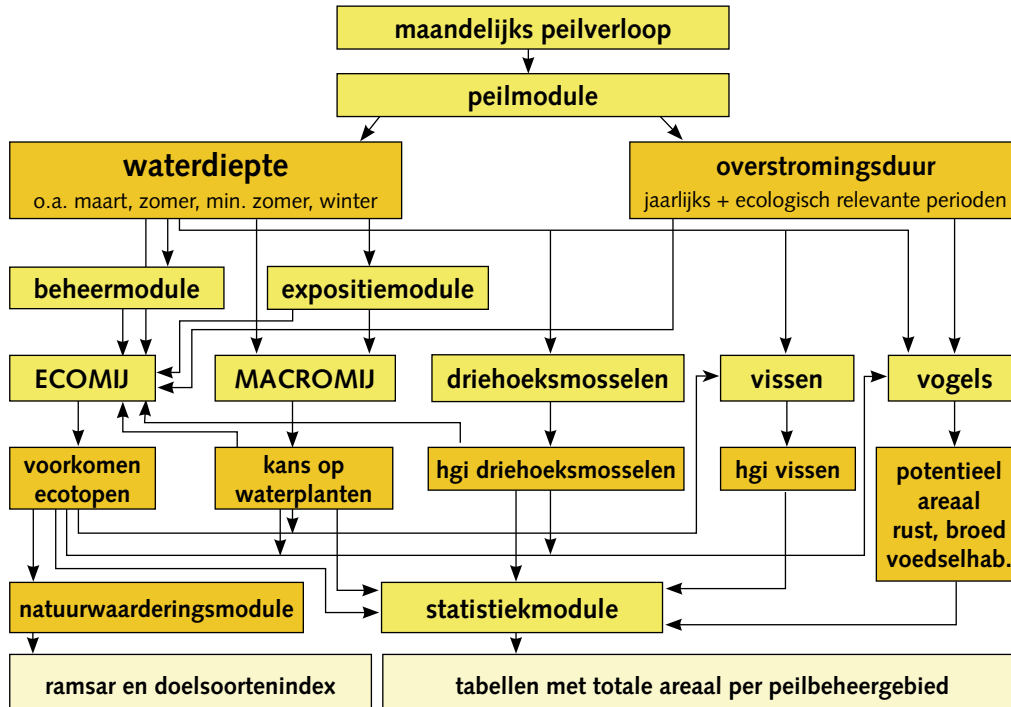 maandelijks peilverloop
peilmodule
waterdiepte
o.a. maart, zomer, min. zomer, winter
overstromingsduur
jaarlijks + ecologisch relevante perioden
beheermodule
expositiemodule
ECOMIJ
MACROMIJ
driehoeksmosselen
vissen
vogels
voorkomen
ecotopen
kans op
waterplanten
hgi driehoeksmosselen
hgi vissen
potentieel
areaal
rust, broed
voedselhab.
natuurwaarderingsmodule
statistiekmodule
ramsar en doelsoortenindex
tabellen met totale areaal per peilbeheergebied